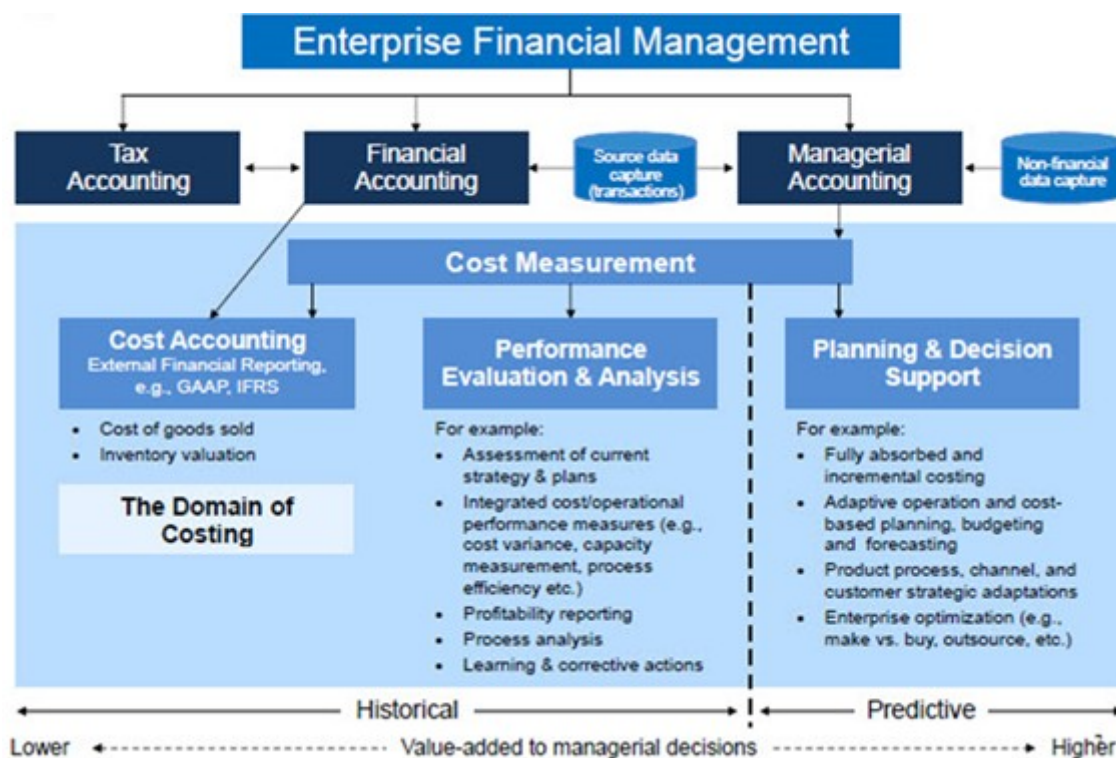 Enterprise Financial Management
Tax
Accounting
Financial
Accounting
Source data
capture
(transactions)
Managerial
Accounting
Non-financial
data capture
Cost Measurement
Cost Accounting
External Financial Reporting,
e.g., GAAP, IFRS
• Cost of goods sold
• Inventory valuation
The Domain of
Costing
Performance
Evaluation & Analysis
For example:
• Assessment of current
strategy & plans
• Integrated cost/operational
performance measures (e.g.,
cost variance, capacity
measurement, process
efficiency etc.)
• Profitability reporting
• Process analysis
• Learning & corrective actions
Planning & Decision
Support
For example:
• Fully absorbed and
incremental costing
• Adaptive operation and cost-
based planning, budgeting
and forecasting
• Product process, channel, and
customer strategic adaptations
• Enterprise optimization (e.g.,
make vs. buy, outsource, etc.)
Historical
Predictive
Lower
Value-added to managerial decisions
Higher